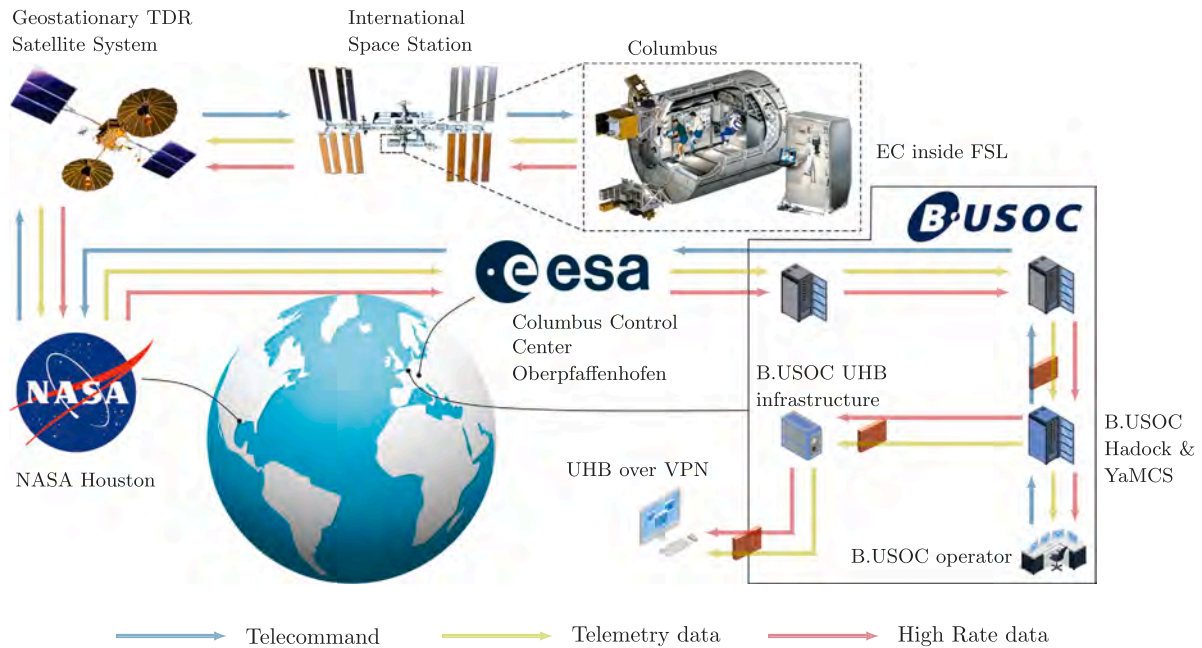 Geostationary TDR
Satellite System
International
Space Station
Columbus
EC inside FSL
B.USOC
esa
Columbus Control
Center
Oberpfaffenhofen
NASA
NASA Houston
B.USOC UHB
infrastructure
B.USOC
Hadock &
YaMCS
UHB over VPN
B.USOC operator
Telecommand
Telemetry data
High Rate data